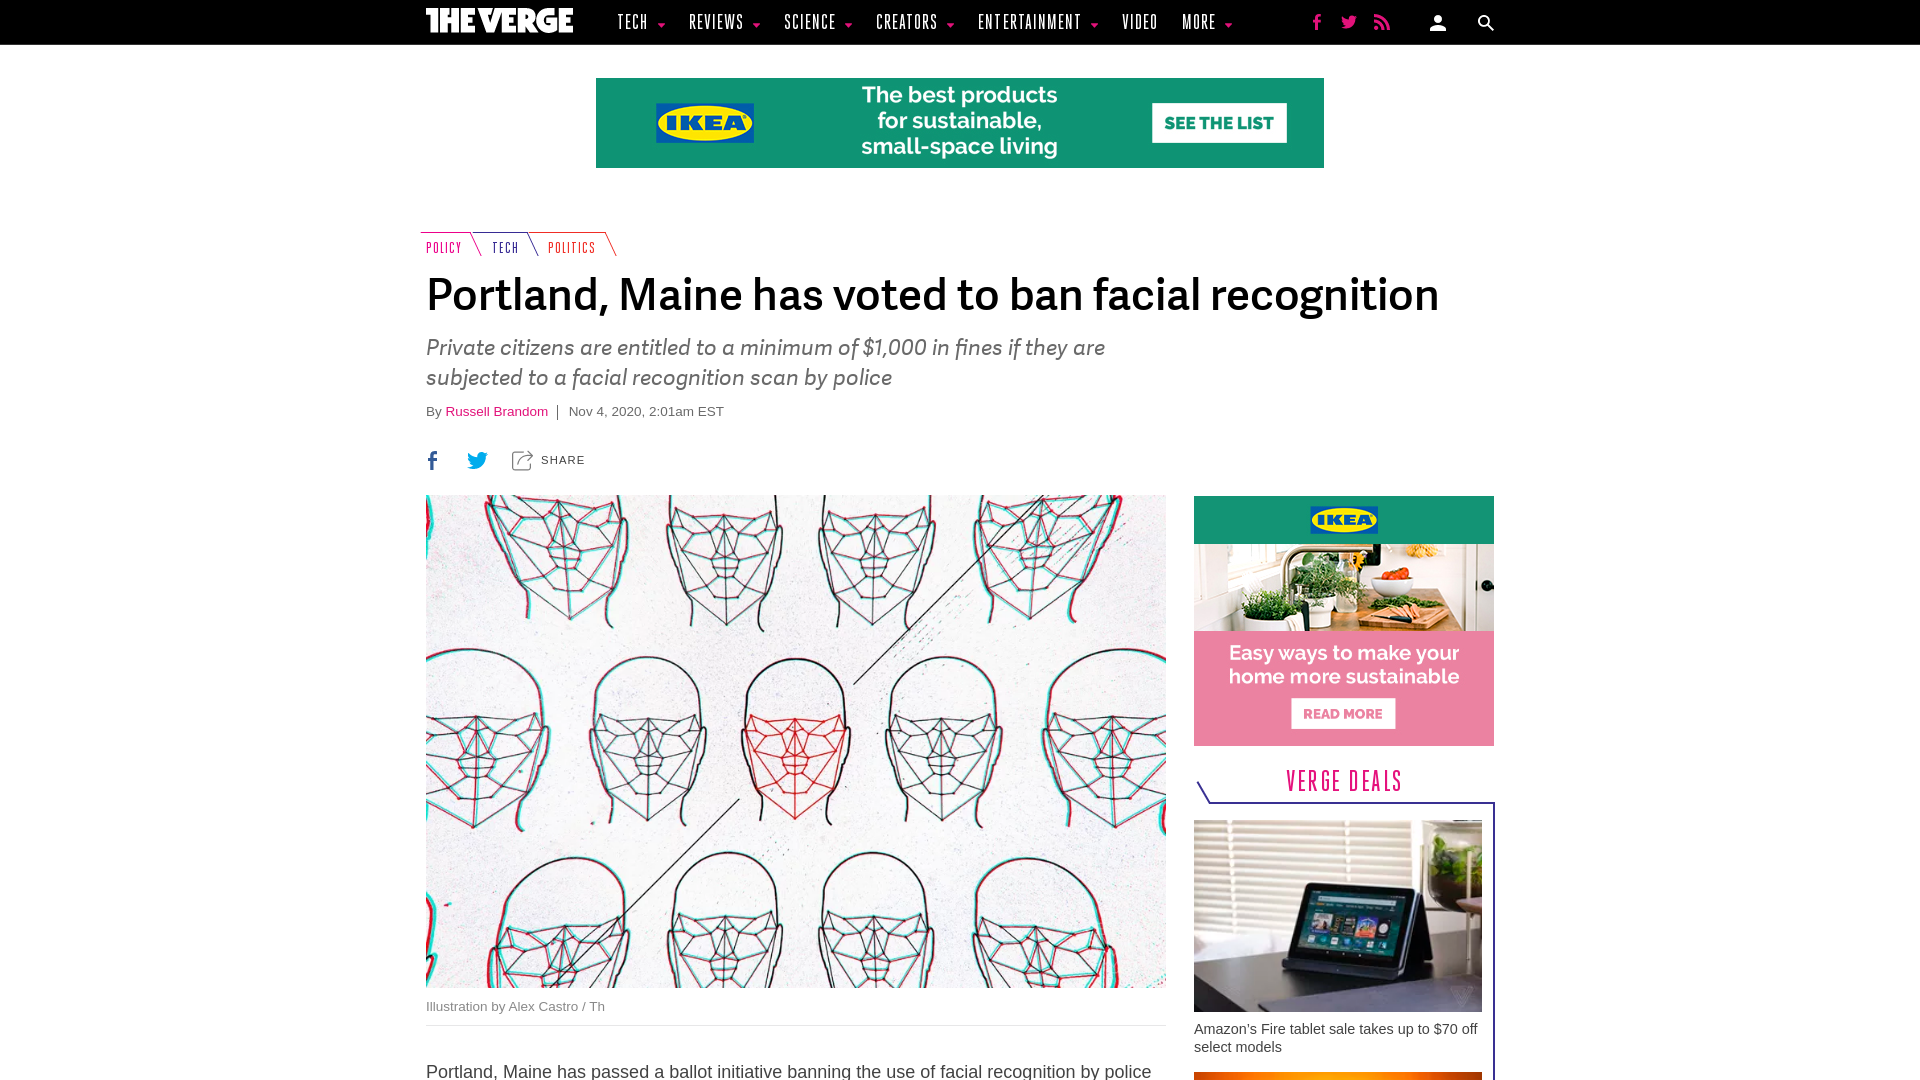 THE VERGE
TECH REVIEWS SCIENCE CREATORS ENTERTAINMENT VIDEO MORE
IKEA
The best products
for sustainable,
small-space living
SEE THE LIST
POLICY TECH POLITICS
Portland, Maine has voted to ban facial recognition
Private citizens are entitled to a minimum of $1,000 in fines if they are
subjected to a facial recognition scan by police
By Russell Brandom | Nov 4, 2020, 2:01am EST
SHARE
Illustration by Alex Castro / Th
Portland, Maine has passed a ballot initiative banning the use of facial recognition by police
IKEA
Easy ways to make your
home more sustainable
READ MORE
VERGE DEALS
Amazon’s Fire tablet sale takes up to $70 off
select models